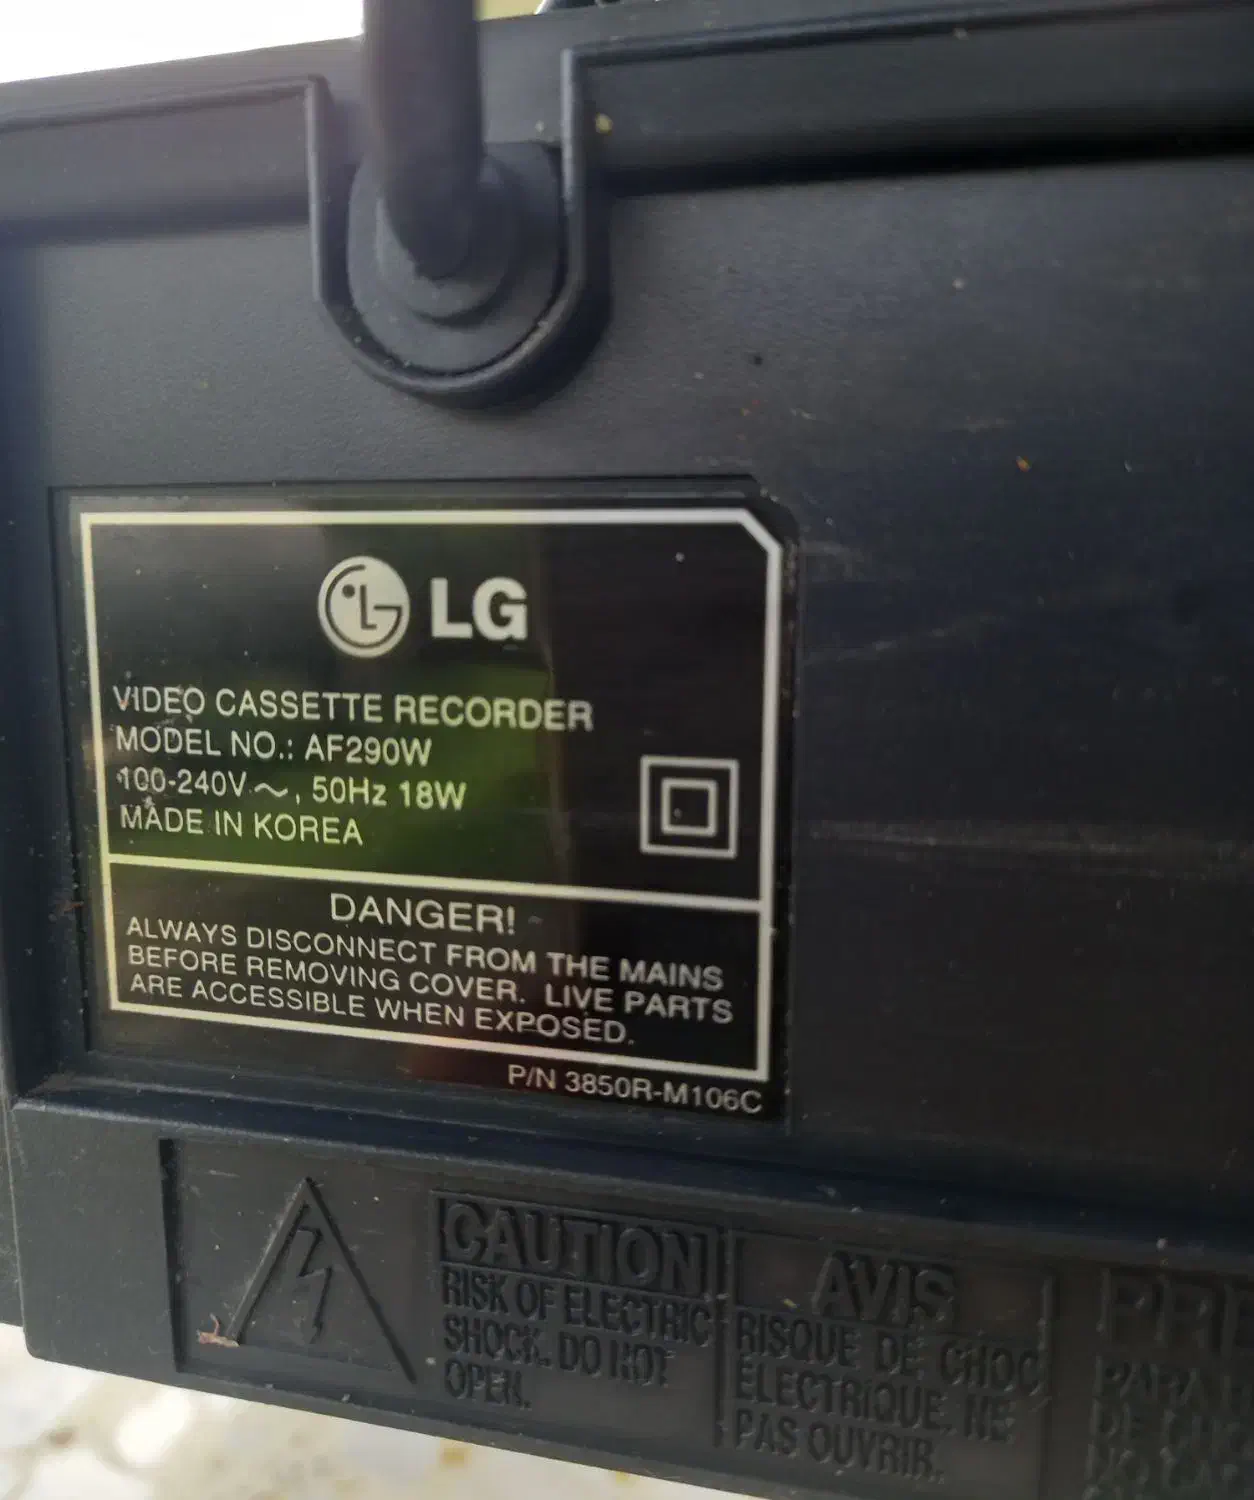 LG
VIDEO CASSETTE RECORDER
MODEL NO.: AF290W
100-240V ~, 50Hz 18W
MADE IN KOREA
DANGER!
ALWAYS DISCONNECT FROM THE MAINS
BEFORE REMOVING COVER. LIVE PARTS
ARE ACCESSIBLE WHEN EXPOSED.
P/N 3850R-M106C
CAUTION
RISK OF ELECTRIC
SHOCK. DO NOT
OPEN.
AVIS
RISQUE DE CHOC
ÉLECTRIQUE. NE
PAS OUVRIR.